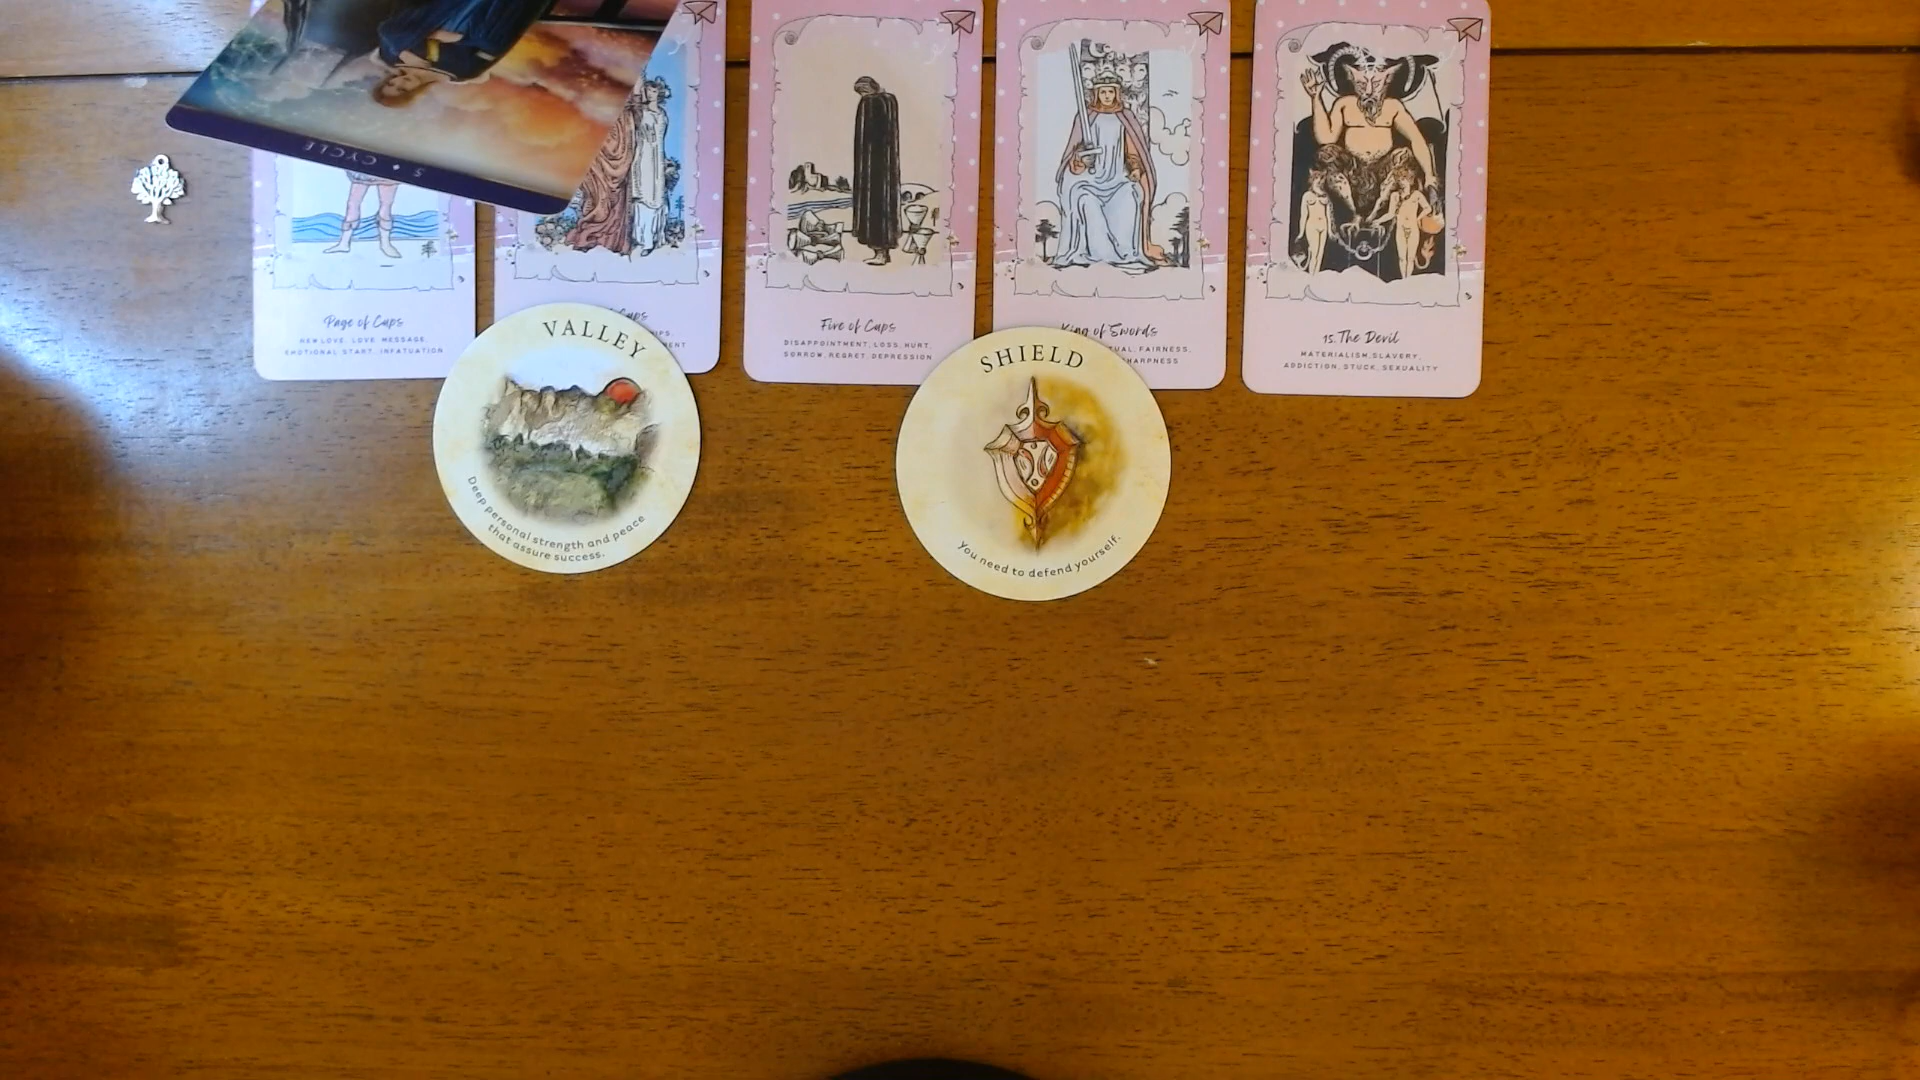 5 ✦ CYCLE
Page of Cups
NEW LOVE, LOVE MESSAGE,
EMOTIONAL START, INFATUATION
Cups
Five of Cups
DISAPPOINTMENT, LOSS, HURT,
SORROW, REGRET, DEPRESSION
King of Swords
FAIRNESS,
15. The Devil
MATERIALISM, SLAVERY,
ADDICTION, STUCK, SEXUALITY
VALLEY
Deep personal strength and peace
that assure success.
SHIELD
You need to defend yourself.